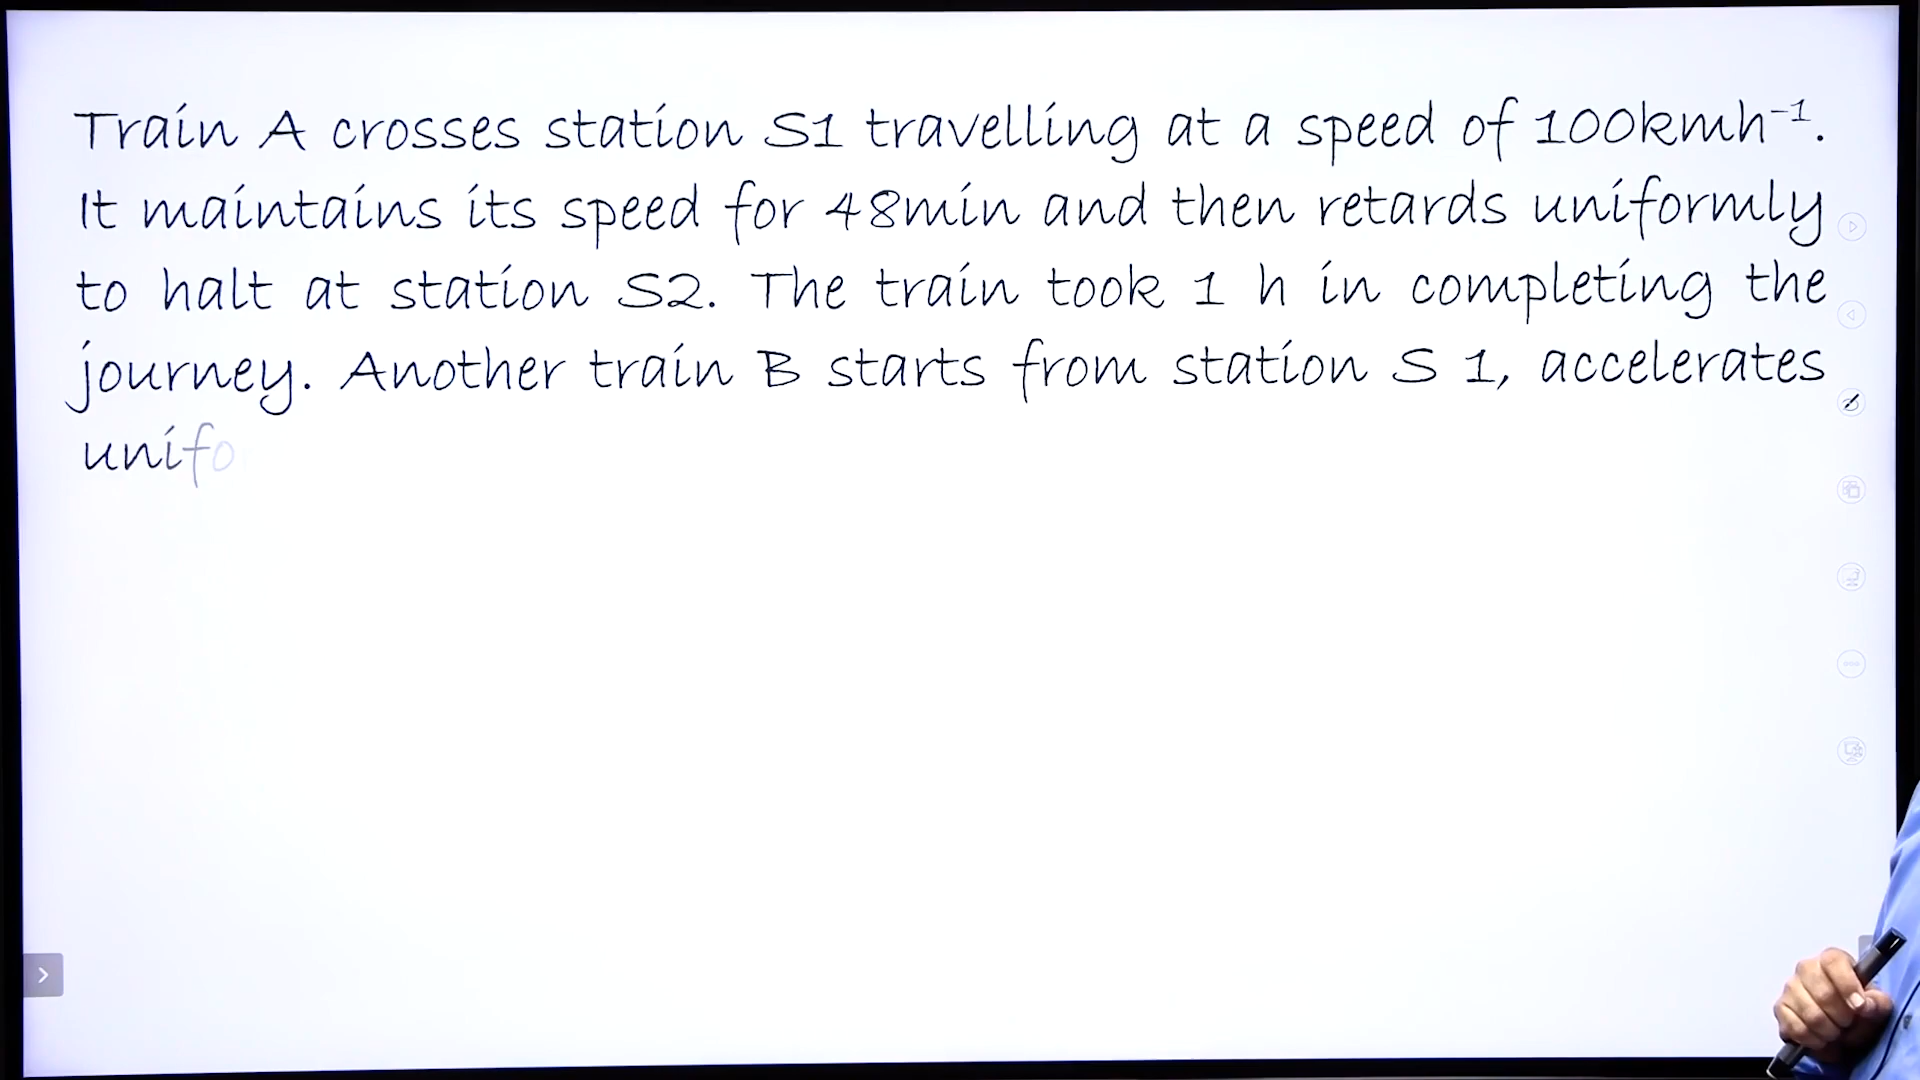 Train A crosses station S1 travelling at a speed of 100kmh⁻¹.
It maintains its speed for 48min and then retards uniformly
to halt at station S2. The train took 1 h in completing the
journey. Another train B starts from station S 1, accelerates
unifo